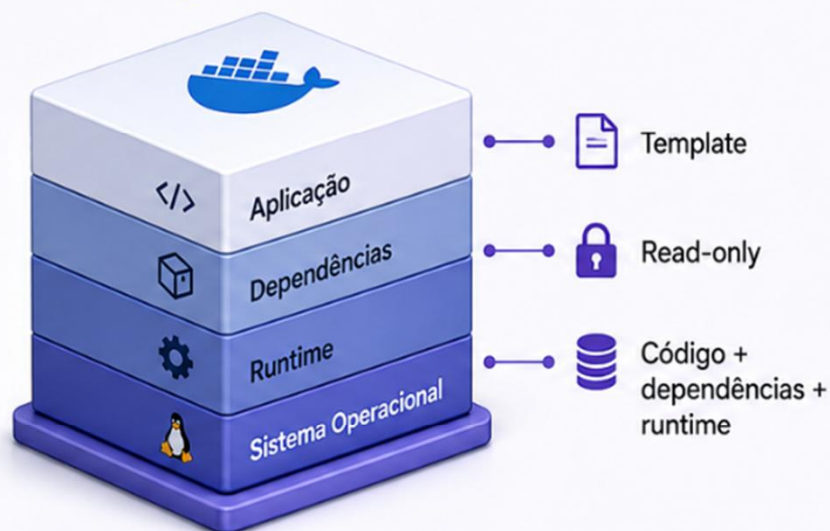 Aplicação
Dependências
Runtime
Sistema Operacional
Template
Read-only
Código +
dependências +
runtime